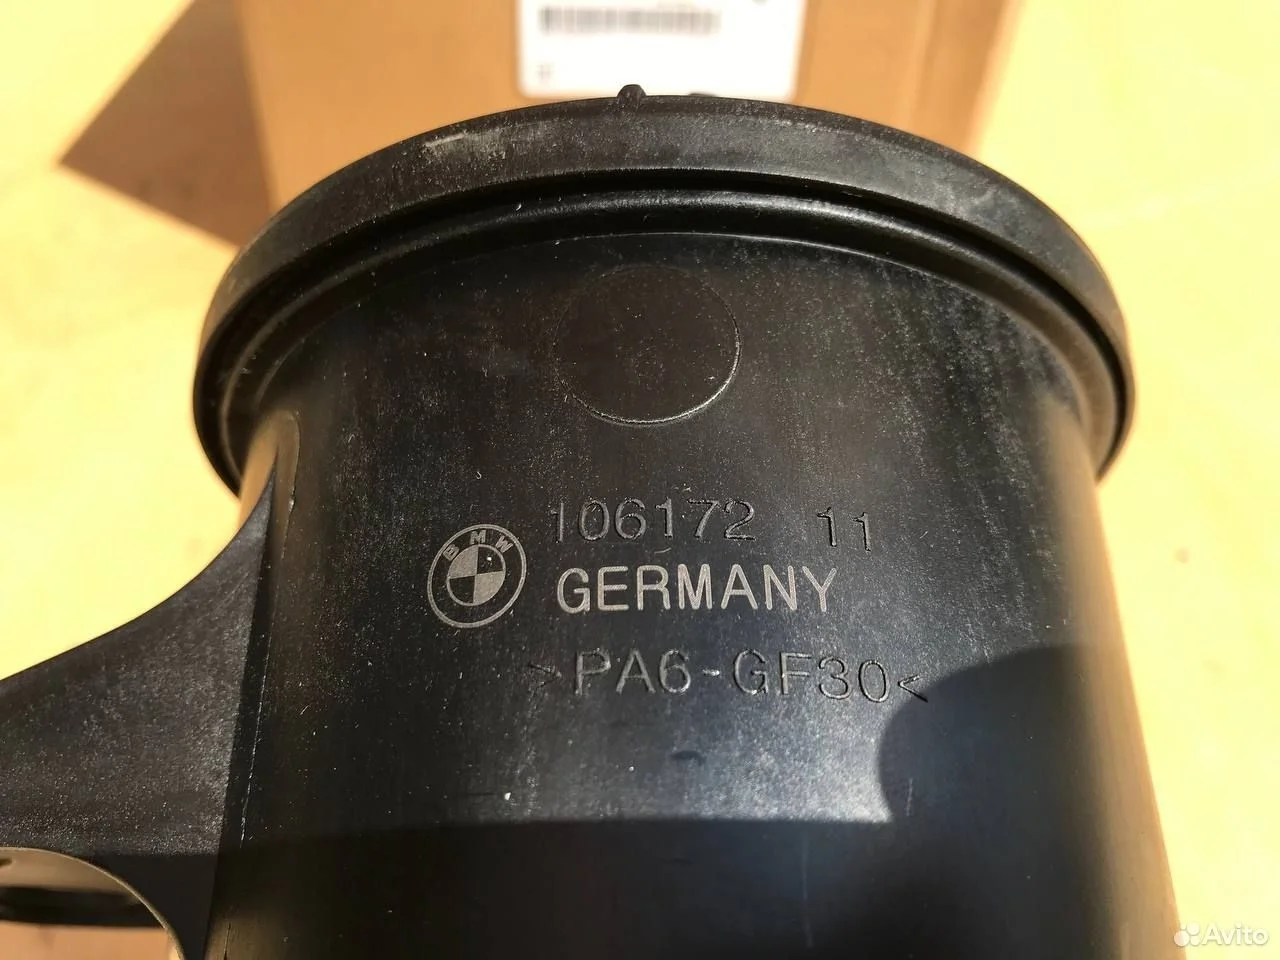 106172 11
BMW
GERMANY
>PA6-GF30<
Avito